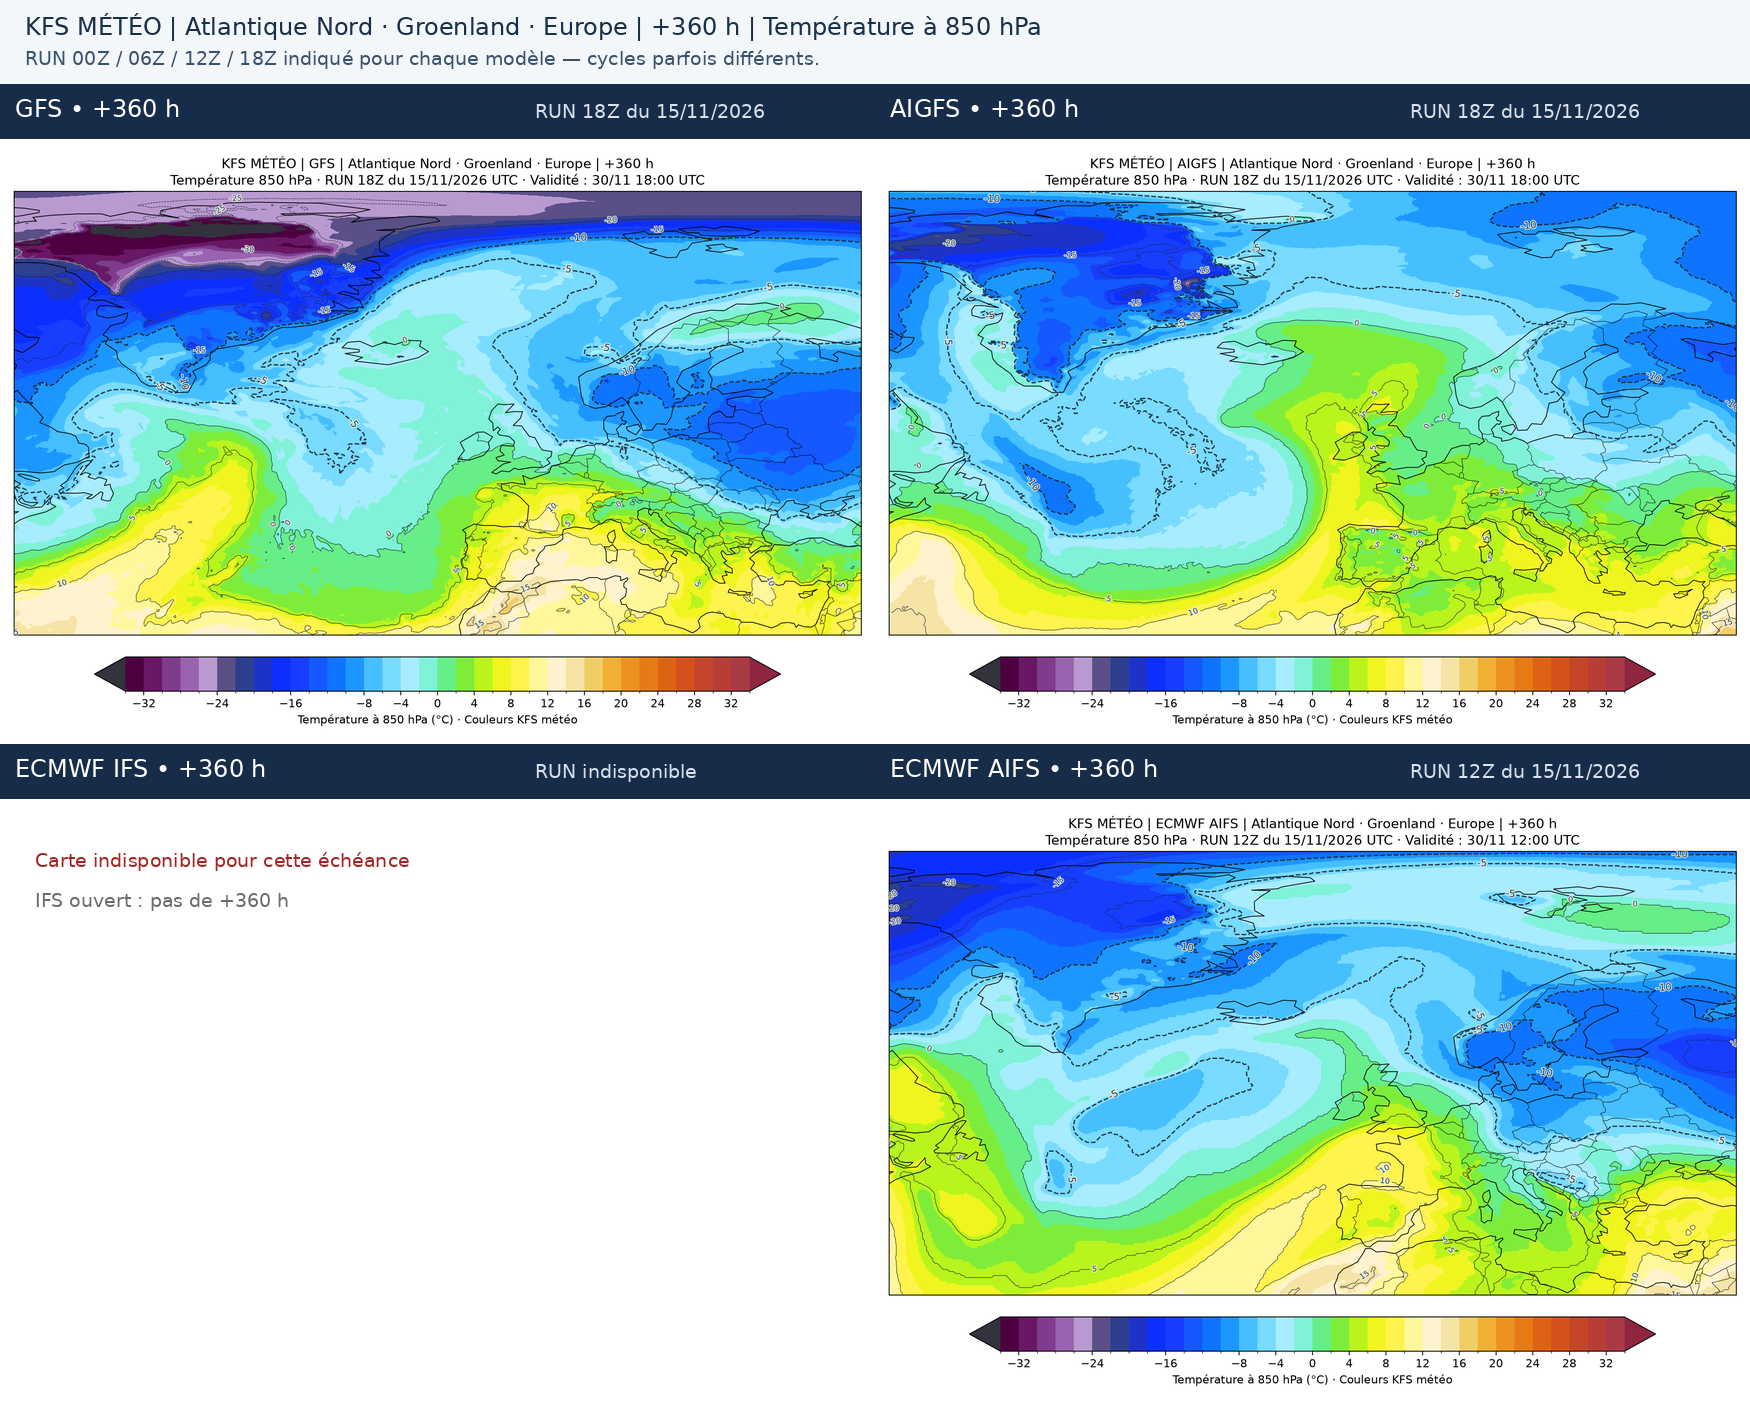 KFS MÉTÉO | Atlantique Nord · Groenland · Europe | +360 h | Température à 850 hPa
RUN 00Z / 06Z / 12Z / 18Z indiqué pour chaque modèle — cycles parfois différents.
GFS • +360 h
RUN 18Z du 15/11/2026
KFS MÉTÉO | GFS | Atlantique Nord · Groenland · Europe | +360 h
Température 850 hPa · RUN 18Z du 15/11/2026 UTC · Validité : 30/11 18:00 UTC
−32 −24 −16 −8 −4 0 4 8 12 16 20 24 28 32
Température à 850 hPa (°C) · Couleurs KFS météo
AIGFS • +360 h
RUN 18Z du 15/11/2026
KFS MÉTÉO | AIGFS | Atlantique Nord · Groenland · Europe | +360 h
Température 850 hPa · RUN 18Z du 15/11/2026 UTC · Validité : 30/11 18:00 UTC
−32 −24 −16 −8 −4 0 4 8 12 16 20 24 28 32
Température à 850 hPa (°C) · Couleurs KFS météo
ECMWF IFS • +360 h
RUN indisponible
Carte indisponible pour cette échéance
IFS ouvert : pas de +360 h
ECMWF AIFS • +360 h
RUN 12Z du 15/11/2026
KFS MÉTÉO | ECMWF AIFS | Atlantique Nord · Groenland · Europe | +360 h
Température 850 hPa · RUN 12Z du 15/11/2026 UTC · Validité : 30/11 12:00 UTC
−32 −24 −16 −8 −4 0 4 8 12 16 20 24 28 32
Température à 850 hPa (°C) · Couleurs KFS météo